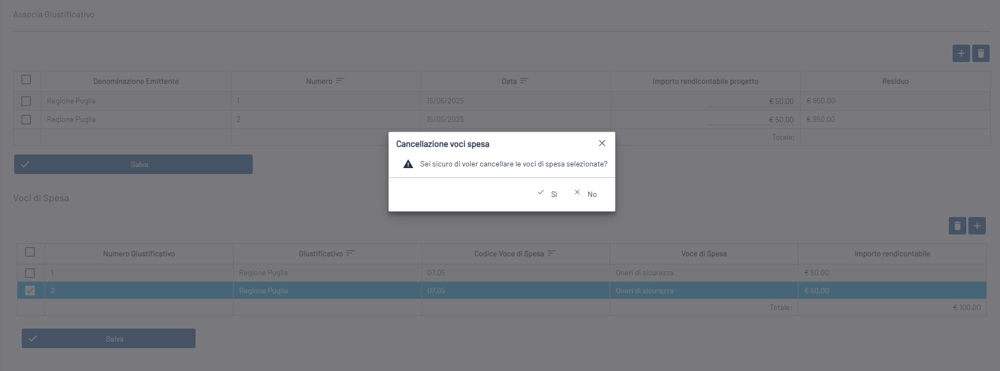 Associa Giustificativo
Denominazione Emittente Numero Data Importo rendicontabile progetto Residuo
Regione Puglia 1 15/05/2025 € 50,00 € 950,00
Regione Puglia 2 15/05/2025 € 50,00 € 950,00
Totale:
Salva
Cancellazione voci spesa
Sei sicuro di voler cancellare le voci di spesa selezionate?
Sì No
Voci di Spesa
Numero Giustificativo Giustificativo Codice Voce di Spesa Voce di Spesa Importo rendicontabile
1 Regione Puglia 07.05 Oneri di sicurezza € 50,00
2 Regione Puglia 07.05 Oneri di sicurezza € 50,00
Totale: € 100,00
Salva